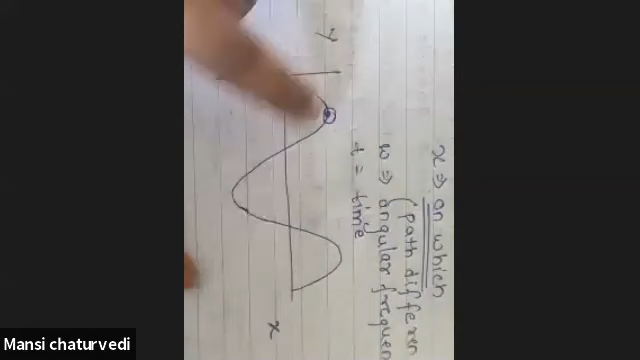 x ⇒ on which
(path differen
w ⇒ angular frequen
t = time
y
x
Mansi chaturvedi